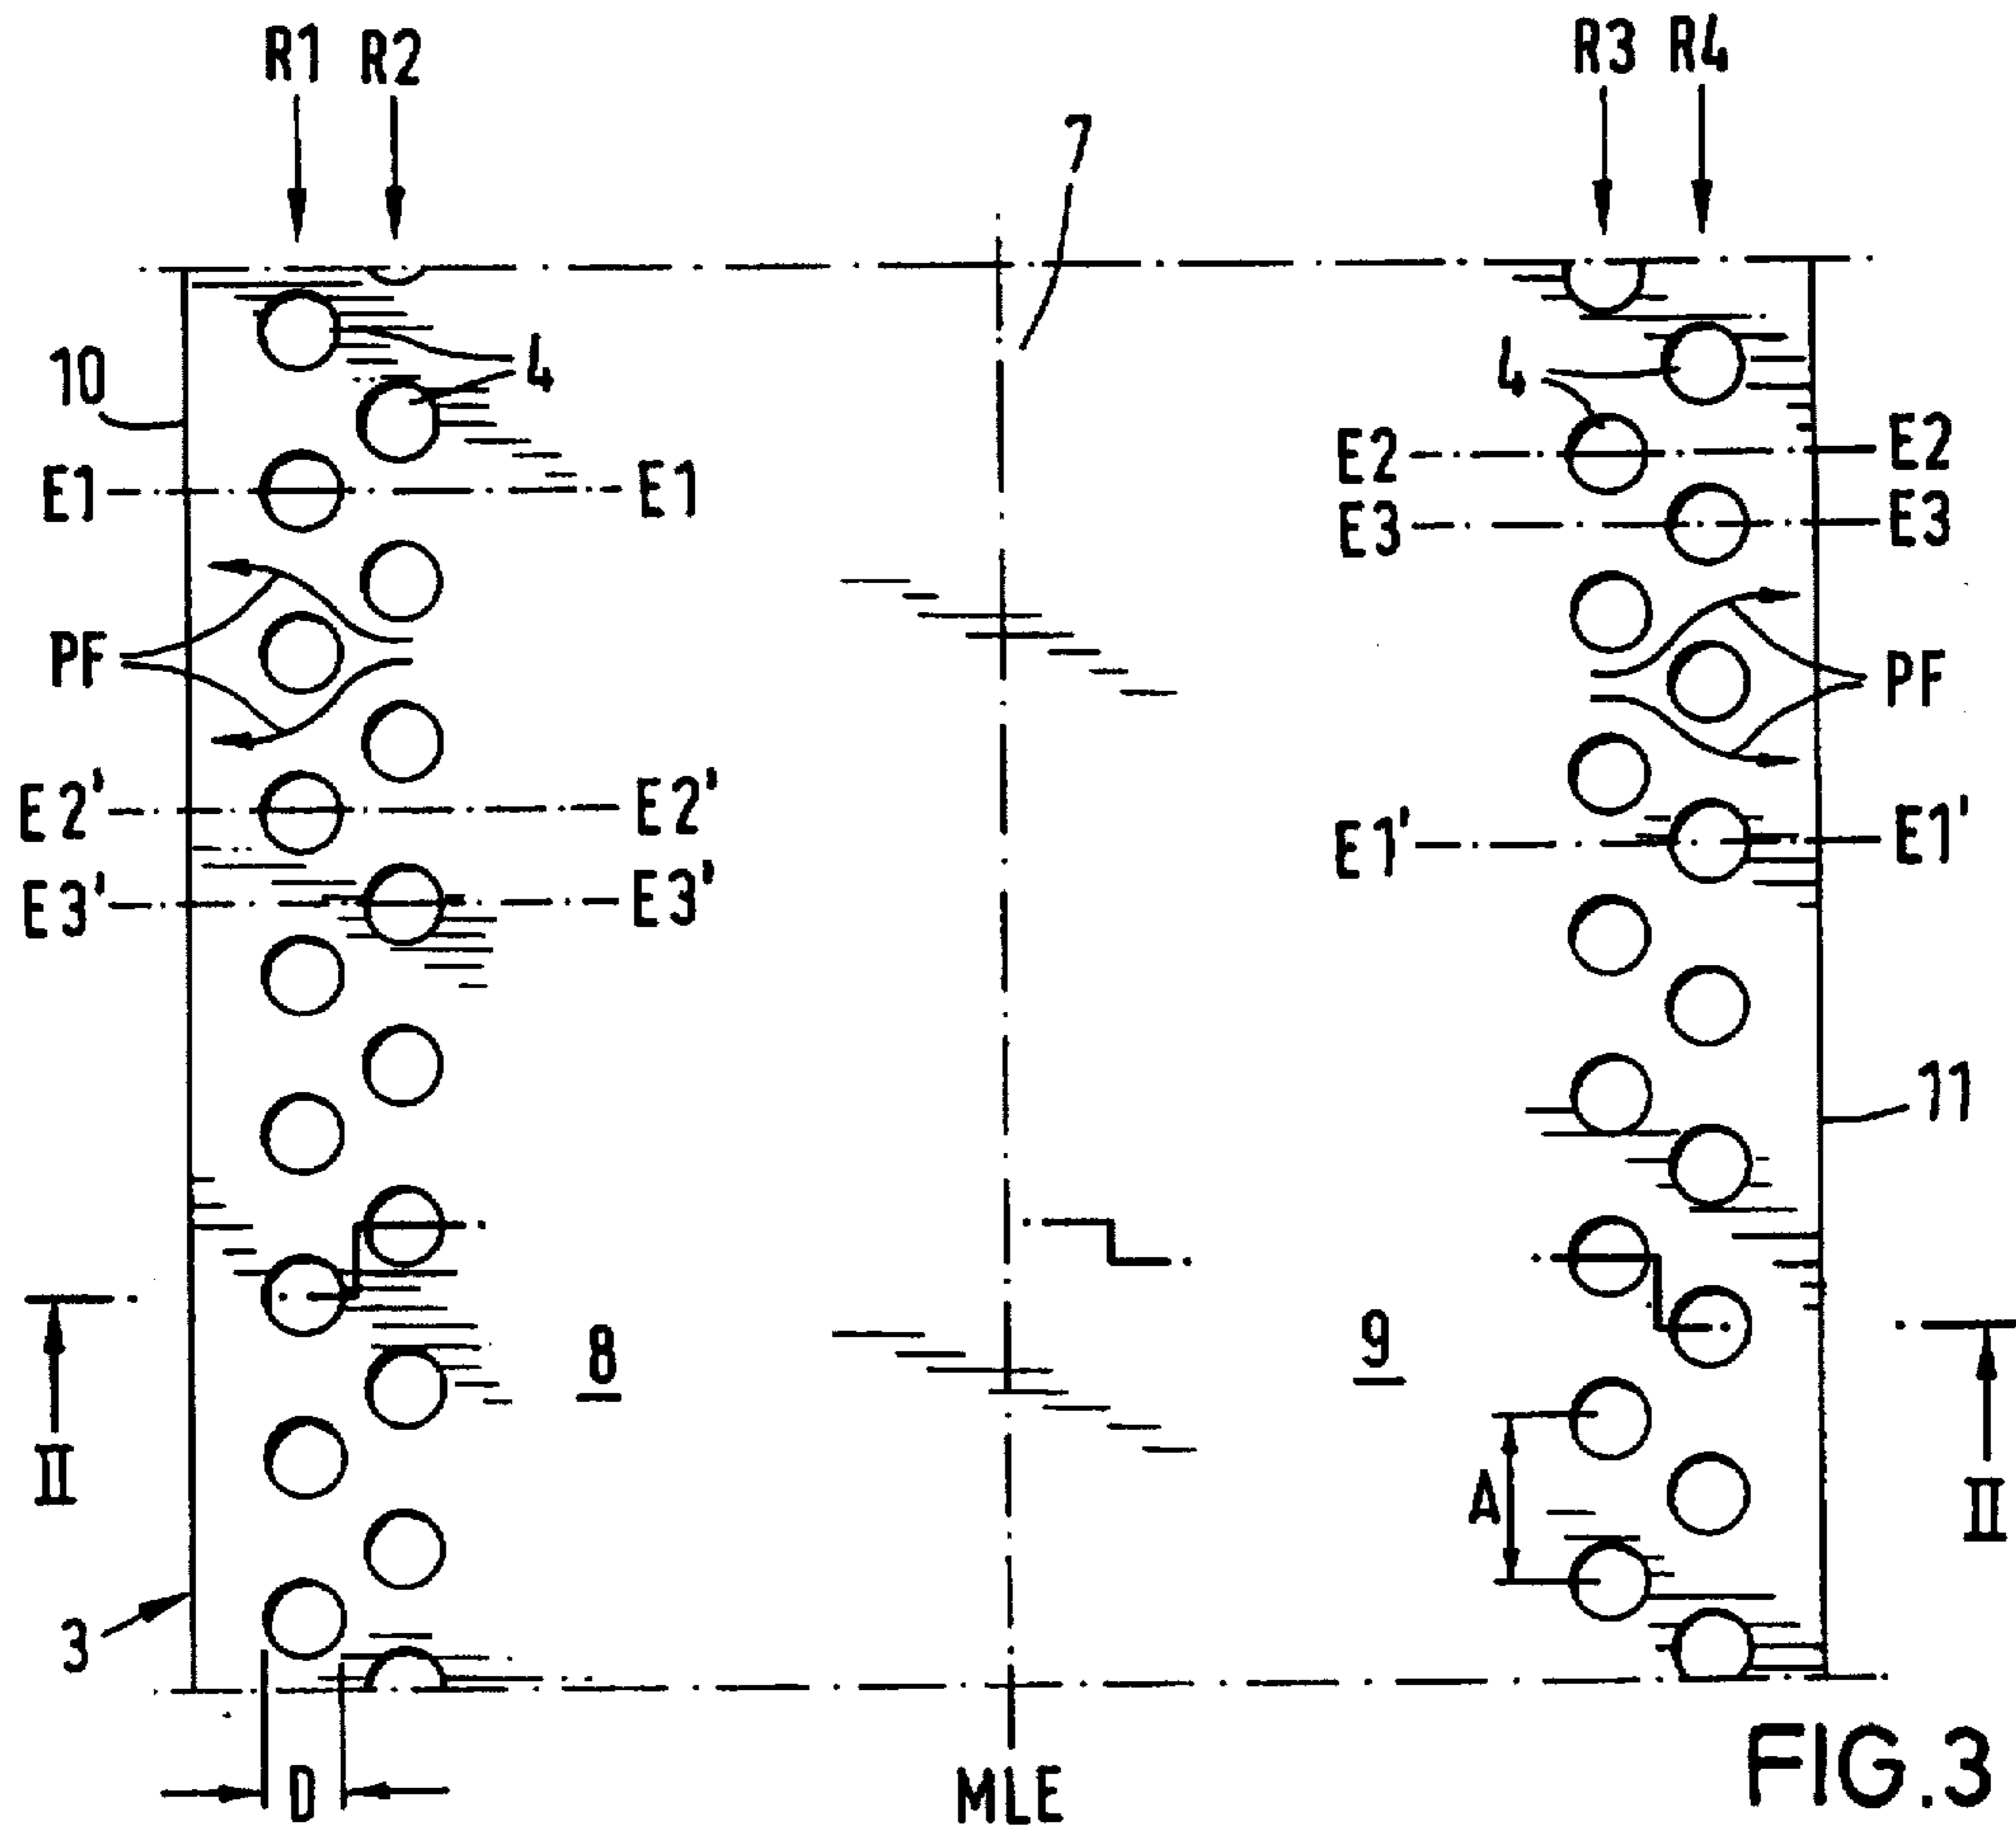 R1 R2 R3 R4
7
10 4 4
E2 E2
E1 E1
E3 E3
PF PF
E2' E2'
E1' E1'
E3' E3'
11
8 9
II II
A
3
D MLE
FIG.3